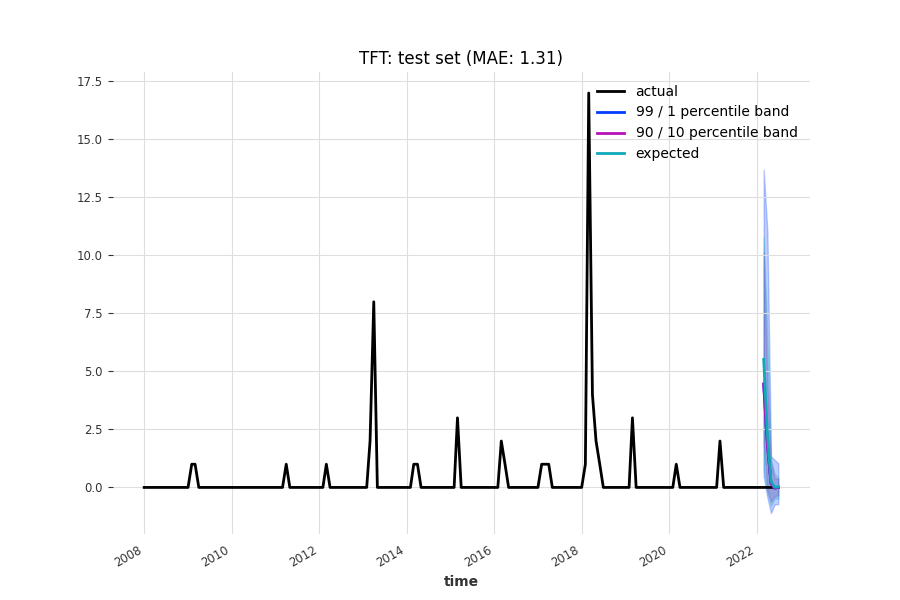 TFT: test set (MAE: 1.31)
17.5
15.0
12.5
10.0
7.5
5.0
2.5
0.0
actual
99 / 1 percentile band
90 / 10 percentile band
expected
2008
2010
2012
2014
2016
2018
2020
2022
time